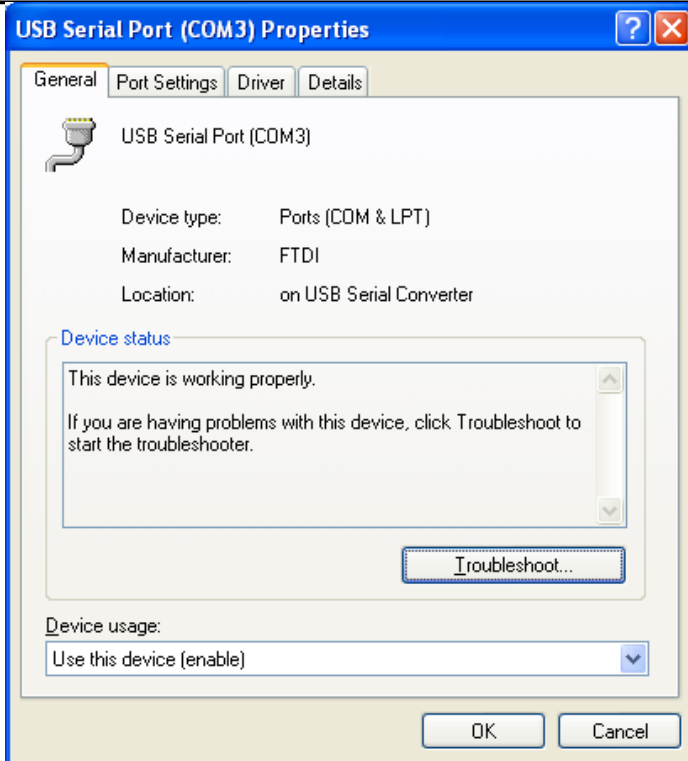 USB Serial Port (COM3) Properties
General Port Settings Driver Details
USB Serial Port (COM3)
Device type: Ports (COM & LPT)
Manufacturer: FTDI
Location: on USB Serial Converter
Device status
This device is working properly.
If you are having problems with this device, click Troubleshoot to
start the troubleshooter.
Troubleshoot...
Device usage:
Use this device (enable)
OK Cancel